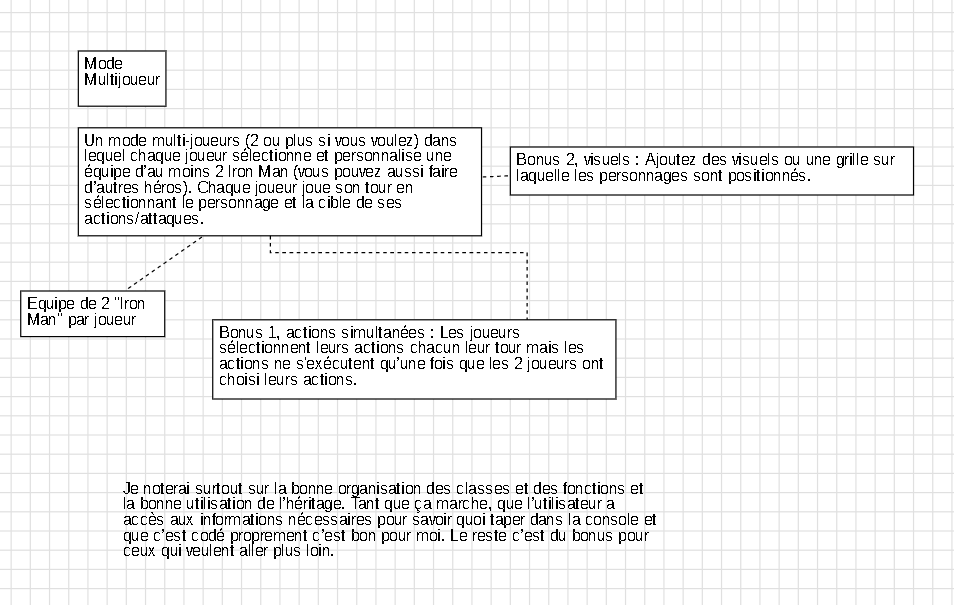 Mode
Multijoueur
Un mode multi-joueurs (2 ou plus si vous voulez) dans
lequel chaque joueur sélectionne et personnalise une
équipe d'au moins 2 Iron Man (vous pouvez aussi faire
d'autres héros). Chaque joueur joue son tour en
sélectionnant le personnage et la cible de ses
actions/attaques.
Bonus 2, visuels : Ajoutez des visuels ou une grille sur
laquelle les personnages sont positionnés.
Equipe de 2 "Iron
Man" par joueur
Bonus 1, actions simultanées : Les joueurs
sélectionnent leurs actions chacun leur tour mais les
actions ne s'exécutent qu'une fois que les 2 joueurs ont
choisi leurs actions.
Je noterai surtout sur la bonne organisation des classes et des fonctions et
la bonne utilisation de l'héritage. Tant que ça marche, que l'utilisateur a
accès aux informations nécessaires pour savoir quoi taper dans la console et
que c'est codé proprement c'est bon pour moi. Le reste c'est du bonus pour
ceux qui veulent aller plus loin.